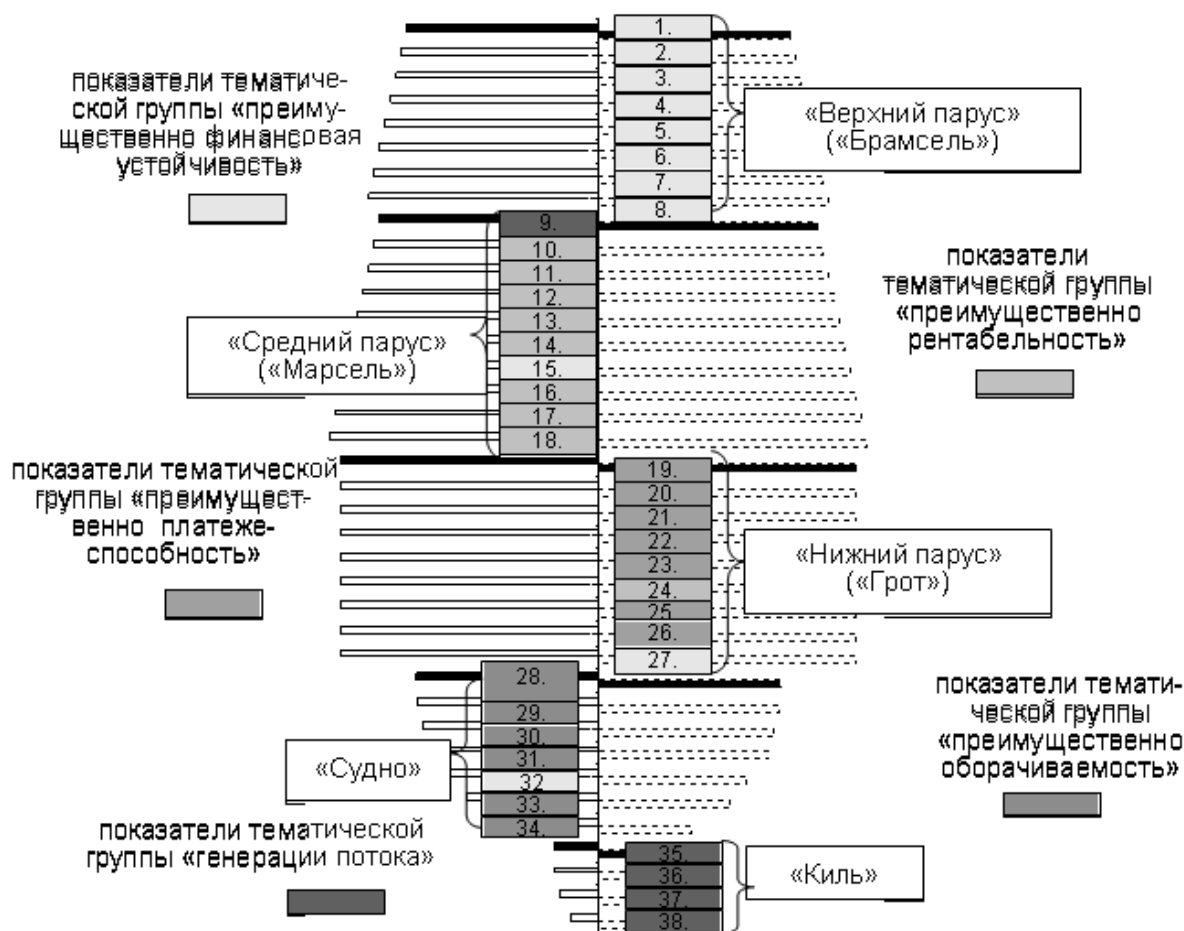 показатели тематиче-
ской группы «преиму-
щественно финансовая
устойчивость»
1.
2.
3.
4.
5.
6.
7.
8.
«Верхний парус»
(«Брамсель»)
9.
10.
11.
12.
13.
14.
15.
16.
17.
18.
«Средний парус»
(«Марсель»)
показатели
тематической группы
«преимущественно
рентабельность»
показатели тематической
группы «преимущест-
венно платеже-
способность»
19.
20.
21.
22.
23.
24.
25
26.
27.
«Нижний парус»
(«Грот»)
28.
29.
30.
31.
32
33.
34.
«Судно»
показатели темати-
ческой группы
«преимущественно
оборачиваемость»
показатели тематической
группы «генерации потока»
35.
36.
37.
38.
«Киль»